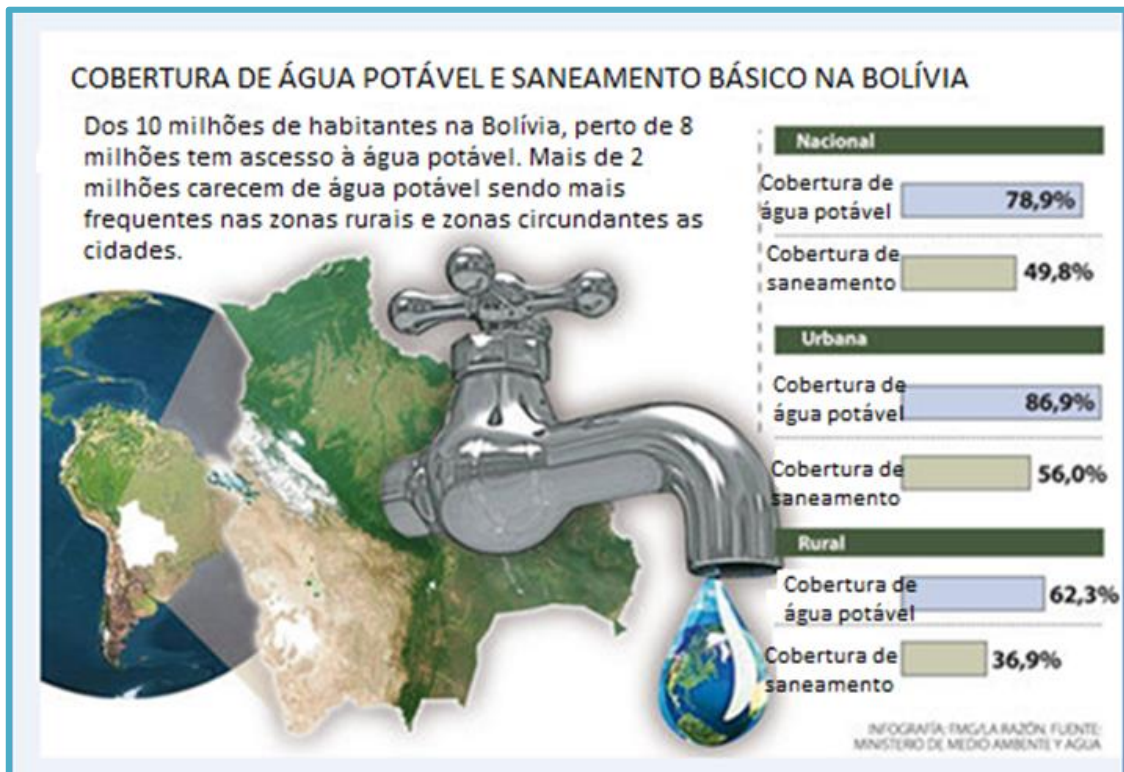 COBERTURA DE ÁGUA POTÁVEL E SANEAMENTO BÁSICO NA BOLÍVIA
Dos 10 milhões de habitantes na Bolívia, perto de 8
milhões tem ascesso à água potável. Mais de 2
milhões carecem de água potável sendo mais
frequentes nas zonas rurais e zonas circundantes as
cidades.
Nacional
Cobertura de
água potável
78,9%
Cobertura de
saneamento
49,8%
Urbana
Cobertura de
água potável
86,9%
Cobertura de
saneamento
56,0%
Rural
Cobertura de
água potável
62,3%
Cobertura de
saneamento
36,9%
INFOGRAFÍA: FMG/LA RAZÓN. FUENTE:
MINISTERIO DE MEDIO AMBIENTE Y AGUA